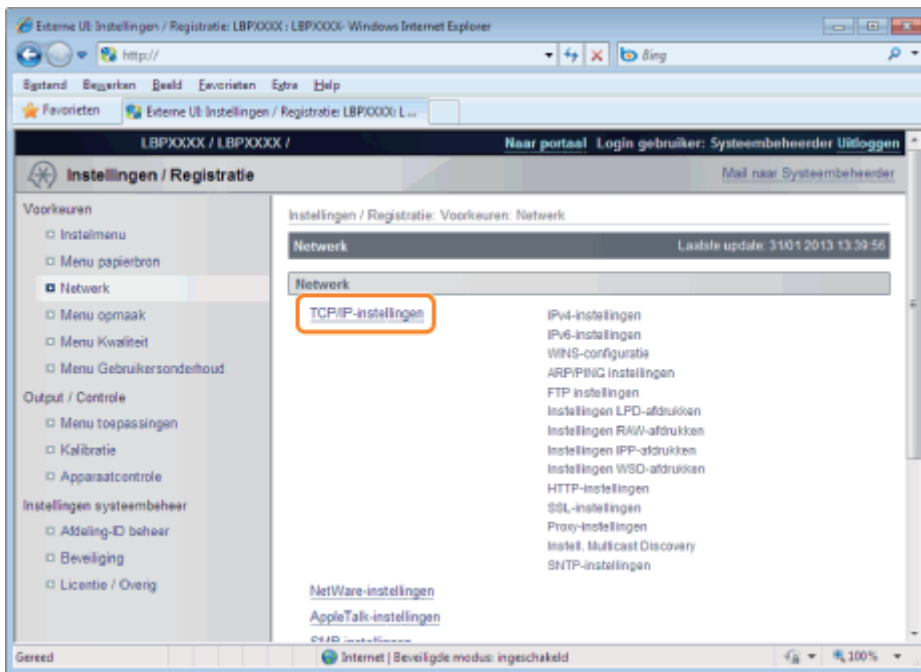 Externe UI: Instellingen / Registratie: LBPXXXX : LBPXXXX- Windows Internet Explorer
http://
Bing
Bestand Bewerken Beeld Favorieten Extra Help
Favorieten
Externe UI: Instellingen / Registratie: LBPXXXX: L...
LBPXXXX / LBPXXXX /
Naar portaal Login gebruiker: Systeembeheerder Uitloggen
Instellingen / Registratie
Mail naar Systeembeheerder
Voorkeuren
Instelmenu
Menu papierbron
Netwerk
Menu opmaak
Menu Kwaliteit
Menu Gebruikersonderhoud
Output / Controle
Menu toepassingen
Kalibratie
Apparaatcontrole
Instellingen systeembeheer
Afdeling-ID beheer
Beveiliging
Licentie / Overig
Instellingen / Registratie: Voorkeuren: Netwerk
Netwerk
Laatste update: 31/01 2013 13:39:56
Netwerk
TCP/IP-instellingen
IPv4-instellingen
IPv6-instellingen
WINS-configuratie
ARP/PING instellingen
FTP instellingen
Instellingen LPD-afdrukken
Instellingen RAW-afdrukken
Instellingen IPP-afdrukken
Instellingen WSD-afdrukken
HTTP-instellingen
SSL-instellingen
Proxy-instellingen
Instell. Multicast Discovery
SNTP-instellingen
NetWare-instellingen
AppleTalk-instellingen
SMB-instellingen
Gereed
Internet | Beveiligde modus: ingeschakeld
100%